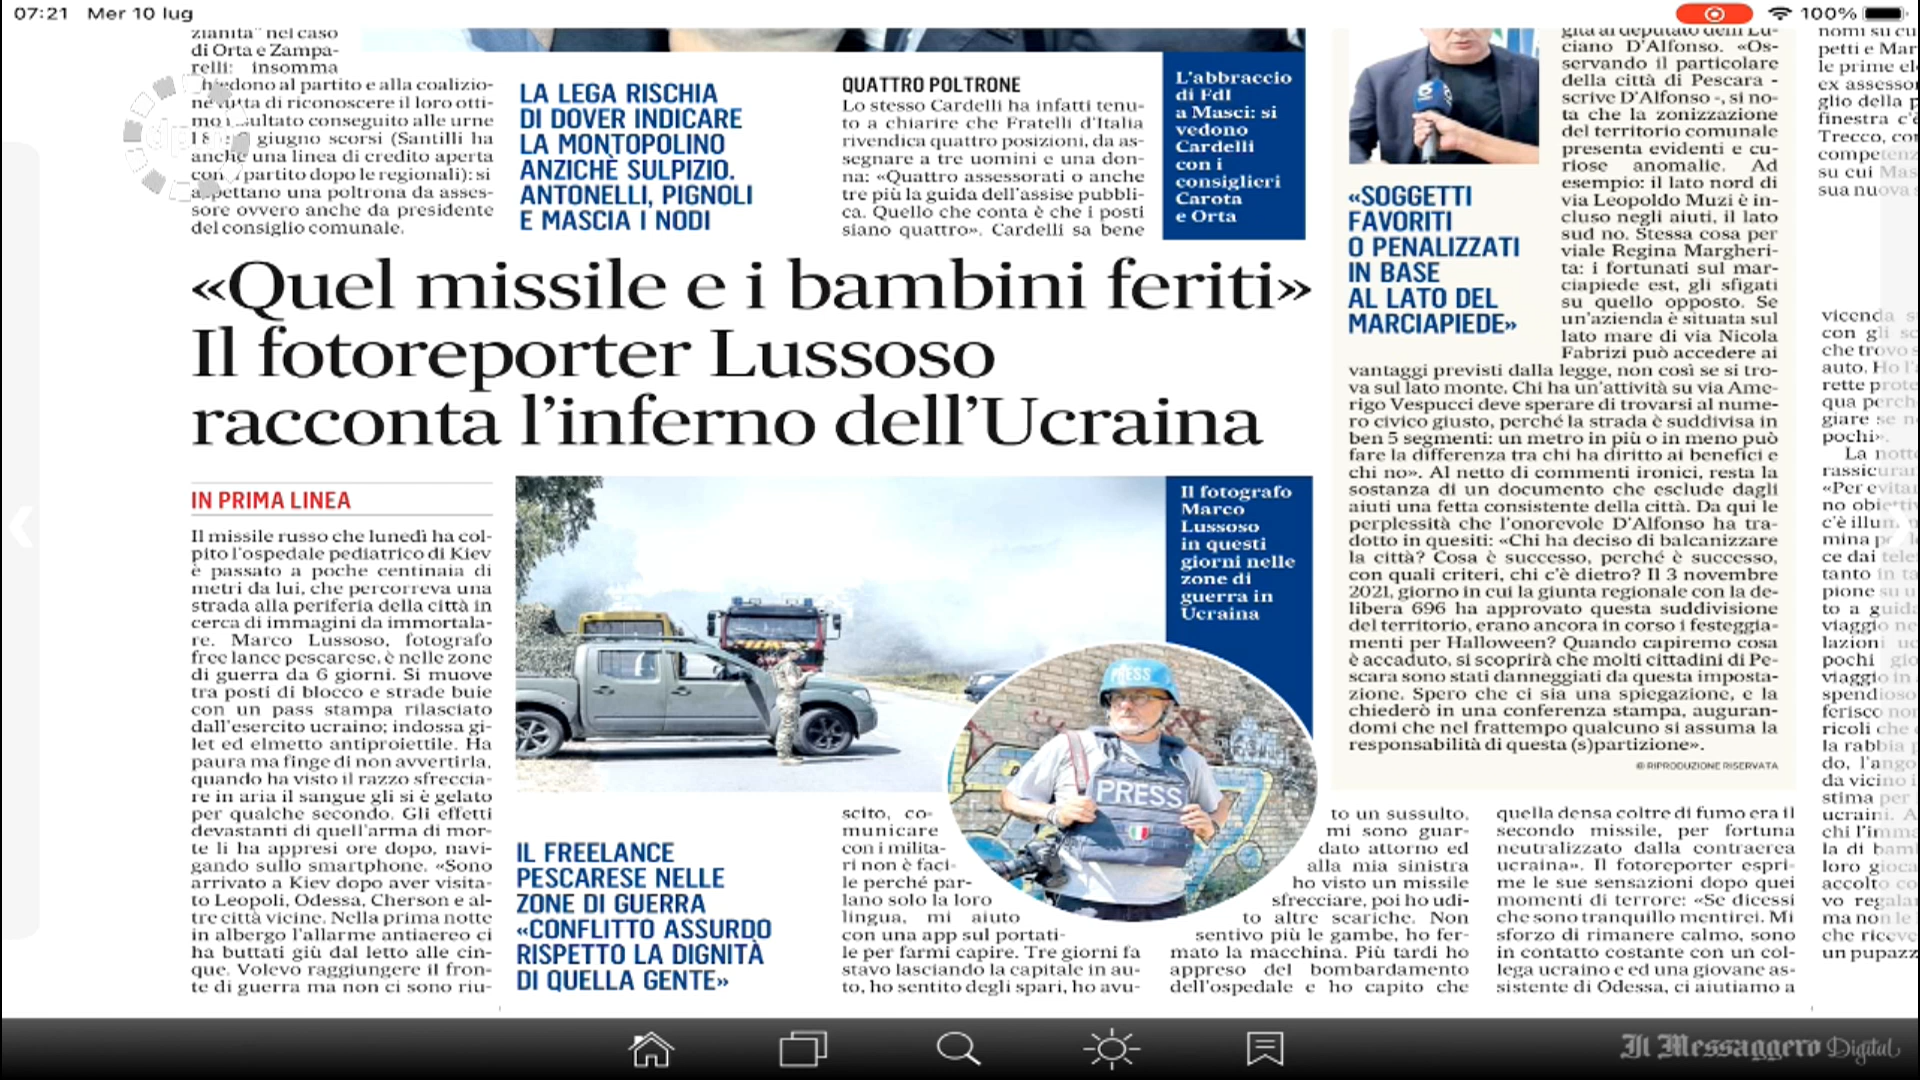 07:21 Mer 10 lug
100%
zianita" nel caso
di Orta e Zampa-
relli: insomma
chiedono al partito e alla coalizio-
ne tutta di riconoscere il loro otti-
mo risultato conseguito alle urne
giugno scorsi (Santilli ha
anche una linea di credito aperta
con partito dopo le regionali): si
aspettano una poltrona da asses-
sore ovvero anche da presidente
del consiglio comunale.
LA LEGA RISCHIA
DI DOVER INDICARE
LA MONTOPOLINO
ANZICHÈ SULPIZIO.
ANTONELLI, PIGNOLI
E MASCIA I NODI
QUATTRO POLTRONE
Lo stesso Cardelli ha infatti tenu-
to a chiarire che Fratelli d'Italia
rivendica quattro posizioni, da as-
segnare a tre uomini e una don-
na: «Quattro assessorati o anche
tre più la guida dell'assise pubbli-
ca. Quello che conta è che i posti
siano quattro». Cardelli sa bene
L'abbraccio
di FdI
a Masci: si
vedono
Cardelli
con i
consiglieri
Carota
e Orta
«SOGGETTI
FAVORITI
O PENALIZZATI
IN BASE
AL LATO DEL
MARCIAPIEDE»
gita al deputato dem Lu-
ciano D'Alfonso. «Os-
servando il particolare
della città di Pescara -
scrive D'Alfonso -, si no-
ta che la zonizzazione
del territorio comunale
presenta evidenti e cu-
riose anomalie. Ad
esempio: il lato nord di
via Leopoldo Muzi è in-
cluso negli aiuti, il lato
sud no. Stessa cosa per
viale Regina Margheri-
ta: i fortunati sul mar-
ciapiede est, gli sfigati
su quello opposto. Se
un'azienda è situata sul
lato mare di via Nicola
Fabrizi può accedere ai
vantaggi previsti dalla legge, non così se si tro-
va sul lato monte. Chi ha un'attività su via Ame-
rigo Vespucci deve sperare di trovarsi al nume-
ro civico giusto, perché la strada è suddivisa in
ben 5 segmenti: un metro in più o in meno può
fare la differenza tra chi ha diritto ai benefici e
chi no». Al netto di commenti ironici, resta la
sostanza di un documento che esclude dagli
aiuti una fetta consistente della città. Da qui le
perplessità che l'onorevole D'Alfonso ha tra-
dotto in quesiti: «Chi ha deciso di balcanizzare
la città? Cosa è successo, perché è successo,
con quali criteri, chi c'è dietro? Il 3 novembre
2021, giorno in cui la giunta regionale con la de-
libera 696 ha approvato questa suddivisione
del territorio, erano ancora in corso i festeggia-
menti per Halloween? Quando capiremo cosa
è accaduto, si scoprirà che molti cittadini di Pe-
scara sono stati danneggiati da questa imposta-
zione. Spero che ci sia una spiegazione, e la
chiederò in una conferenza stampa, auguran-
domi che nel frattempo qualcuno si assuma la
responsabilità di questa (s)partizione».
© RIPRODUZIONE RISERVATA
«Quel missile e i bambini feriti»
Il fotoreporter Lussoso
racconta l'inferno dell'Ucraina
IN PRIMA LINEA
Il missile russo che lunedì ha col-
pito l'ospedale pediatrico di Kiev
è passato a poche centinaia di
metri da lui, che percorreva una
strada alla periferia della città in
cerca di immagini da immortala-
re. Marco Lussoso, fotografo
free lance pescarese, è nelle zone
di guerra da 6 giorni. Si muove
tra posti di blocco e strade buie
con un pass stampa rilasciato
dall'esercito ucraino; indossa gi-
let ed elmetto antiproiettile. Ha
paura ma finge di non avvertirla,
quando ha visto il razzo sfreccia-
re in aria il sangue gli si è gelato
per qualche secondo. Gli effetti
devastanti di quell'arma di mor-
te li ha appresi ore dopo, navi-
gando sullo smartphone. «Sono
arrivato a Kiev dopo aver visita-
to Leopoli, Odessa, Cherson e al-
tre città vicine. Nella prima notte
in albergo l'allarme antiaereo ci
ha buttati giù dal letto alle cin-
que. Volevo raggiungere il fron-
te di guerra ma non ci sono riu-
Il fotografo
Marco
Lussoso
in questi
giorni nelle
zone di
guerra in
Ucraina
PRESS
PRESS
IL FREELANCE
PESCARESE NELLE
ZONE DI GUERRA
«CONFLITTO ASSURDO
RISPETTO LA DIGNITÀ
DI QUELLA GENTE»
scito, co-
municare
con i milita-
ri non è faci-
le perché par-
lano solo la loro
lingua, mi aiuto
con una app sul portati-
le per farmi capire. Tre giorni fa
stavo lasciando la capitale in au-
to, ho sentito degli spari, ho avu-
to un sussulto,
mi sono guar-
dato attorno ed
alla mia sinistra
ho visto un missile
sfrecciare, poi ho udi-
to altre scariche. Non
sentivo più le gambe, ho fer-
mato la macchina. Più tardi ho
appreso del bombardamento
dell'ospedale e ho capito che
quella densa coltre di fumo era il
secondo missile, per fortuna
neutralizzato dalla contraerea
ucraina». Il fotoreporter espri-
me le sue sensazioni dopo quei
momenti di terrore: «Se dicessi
che sono tranquillo mentirei. Mi
sforzo di rimanere calmo, sono
in contatto costante con un col-
lega ucraino e ed una giovane as-
sistente di Odessa, ci aiutiamo a
Il Messaggero Digital